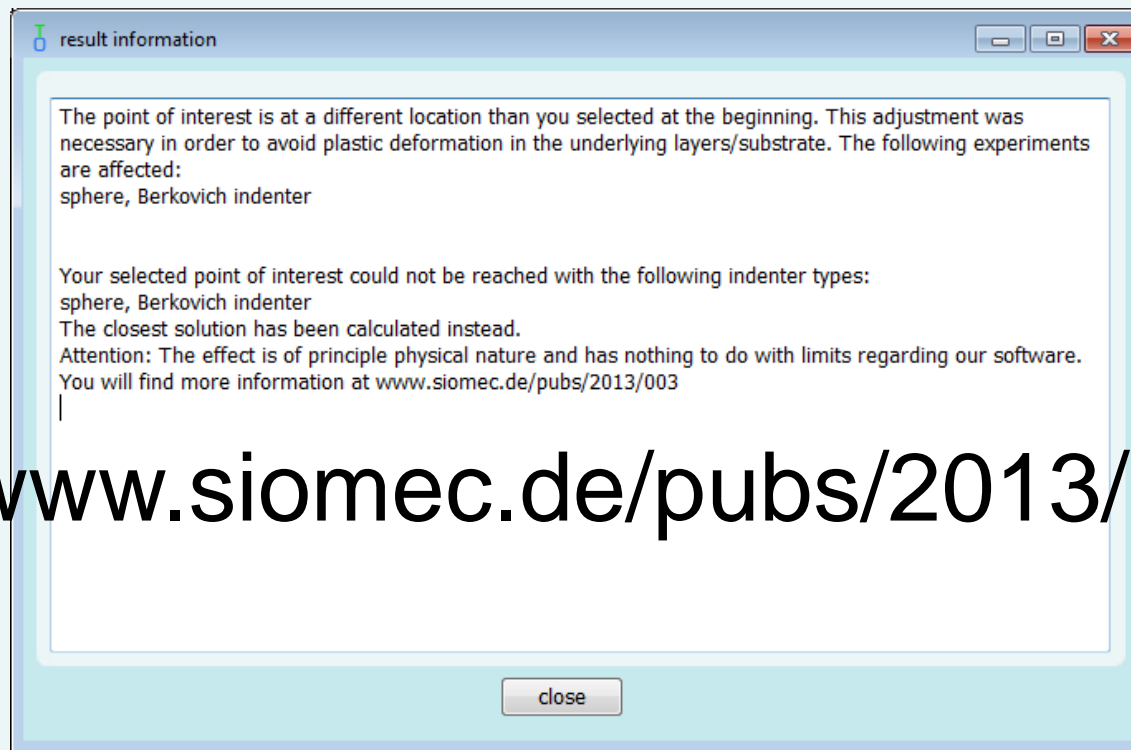 result information
The point of interest is at a different location than you selected at the beginning. This adjustment was
necessary in order to avoid plastic deformation in the underlying layers/substrate. The following experiments
are affected:
sphere, Berkovich indenter
Your selected point of interest could not be reached with the following indenter types:
sphere, Berkovich indenter
The closest solution has been calculated instead.
Attention: The effect is of principle physical nature and has nothing to do with limits regarding our software.
You will find more information at www.siomec.de/pubs/2013/003
www.siomec.de/pubs/2013/
close